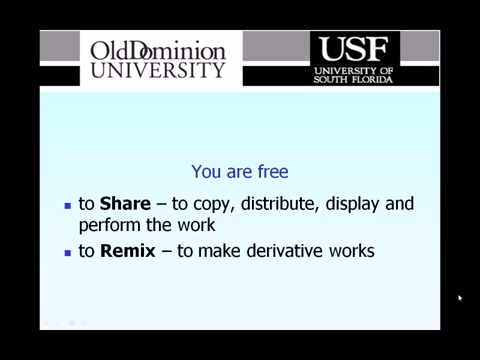 Old Dominion
UNIVERSITY
USF
UNIVERSITY OF
SOUTH FLORIDA
You are free
to Share – to copy, distribute, display and
perform the work
to Remix – to make derivative works